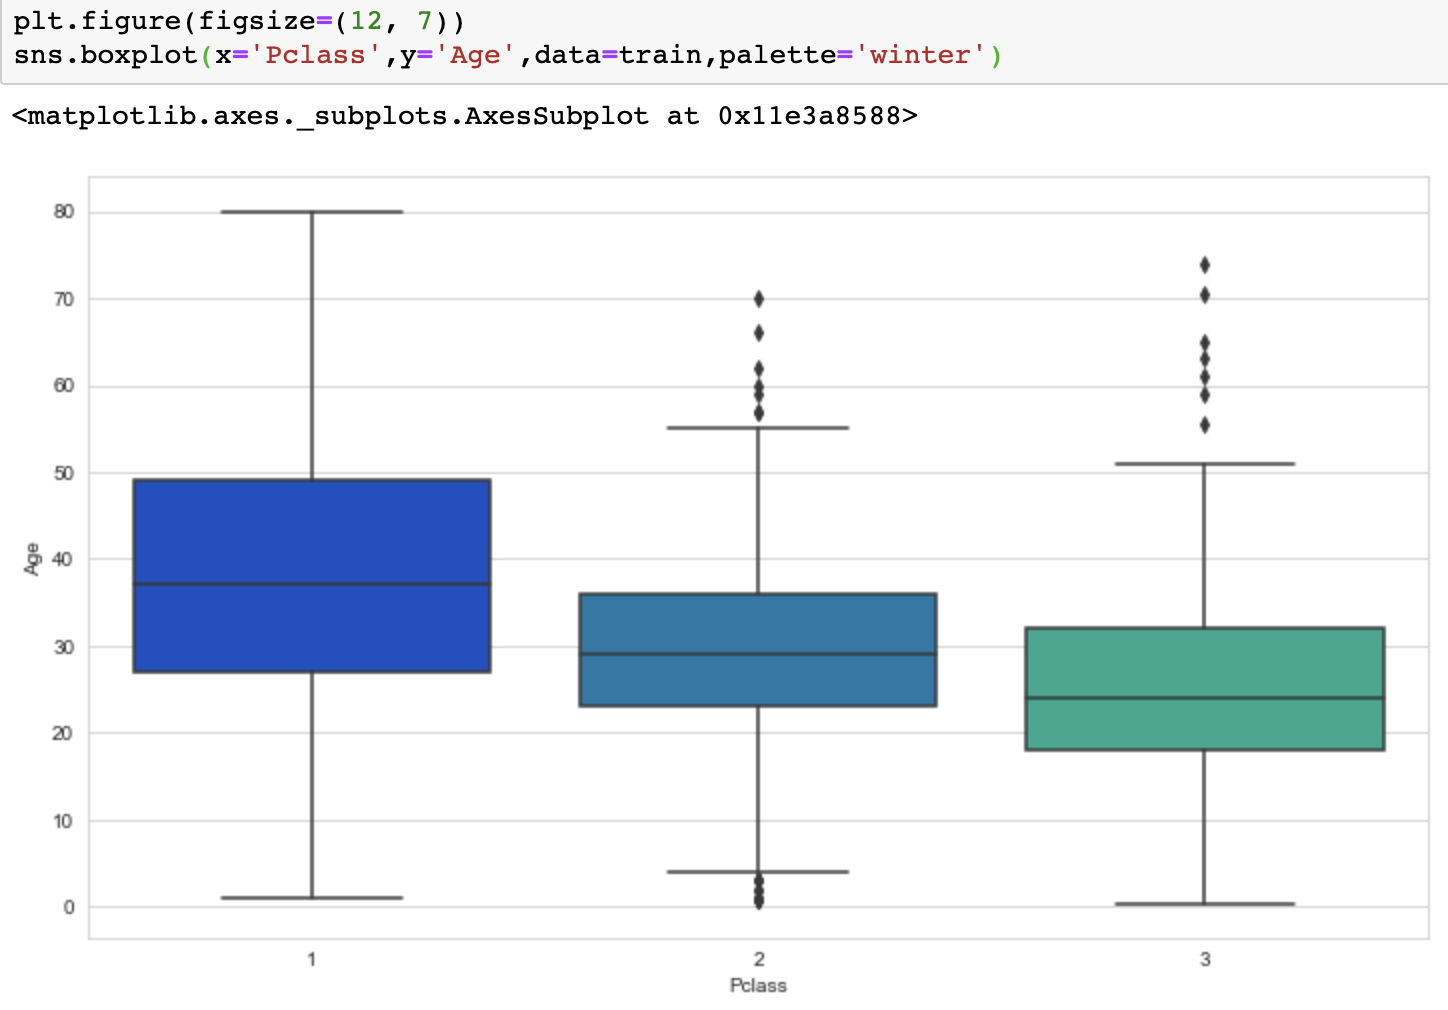 plt.figure(figsize=(12, 7))
sns.boxplot(x='Pclass',y='Age',data=train,palette='winter')
<matplotlib.axes._subplots.AxesSubplot at 0x11e3a8588>
80
70
60
50
40
30
20
10
0
Age
1 2 3
Pclass